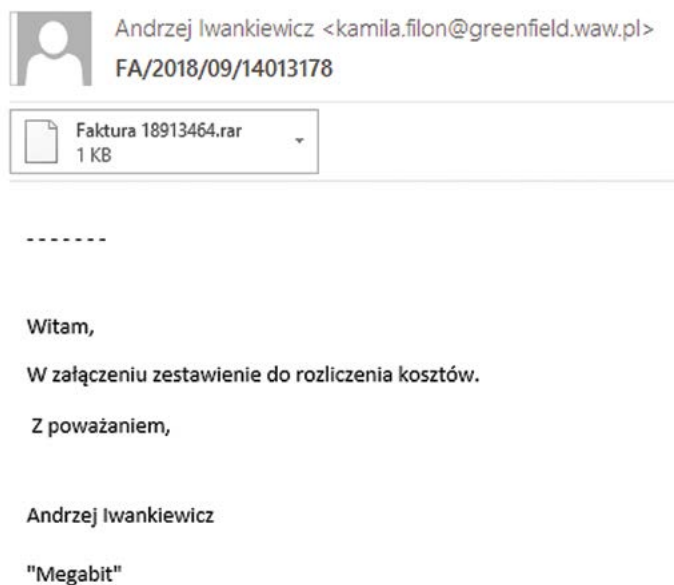 Andrzej Iwankiewicz <kamila.filon@greenfield.waw.pl>
FA/2018/09/14013178
Faktura 18913464.rar
1 KB
- - - - - - -
Witam,
W załączeniu zestawienie do rozliczenia kosztów.
Z poważaniem,
Andrzej Iwankiewicz
"Megabit"